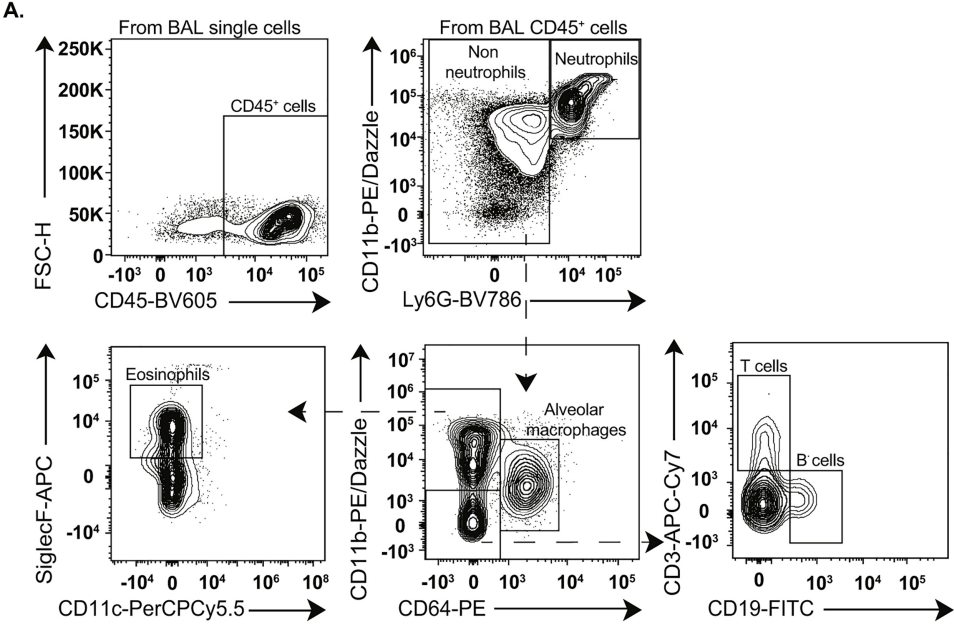 A.
From BAL single cells
250K
200K
150K
100K
50K
0
CD45⁺ cells
FSC-H
-10³ 0 10³ 10⁴ 10⁵
CD45-BV605
From BAL CD45⁺ cells
Non
neutrophils
Neutrophils
10⁶
10⁵
10⁴
10³
0
-10³
CD11b-PE/Dazzle
0 10⁴ 10⁵
Ly6G-BV786
Eosinophils
10⁵
10⁴
0
-10⁴
SiglecF-APC
-10⁴ 0 10⁴ 10⁵ 10⁶ 10⁸
CD11c-PerCPCy5.5
Alveolar
macrophages
10⁷
10⁶
10⁵
10⁴
10³
0
-10³
CD11b-PE/Dazzle
0 10³ 10⁴ 10⁵
CD64-PE
T cells
B cells
10⁵
10⁴
10³
0
-10³
CD3-APC-Cy7
0 10³ 10⁴ 10⁵
CD19-FITC